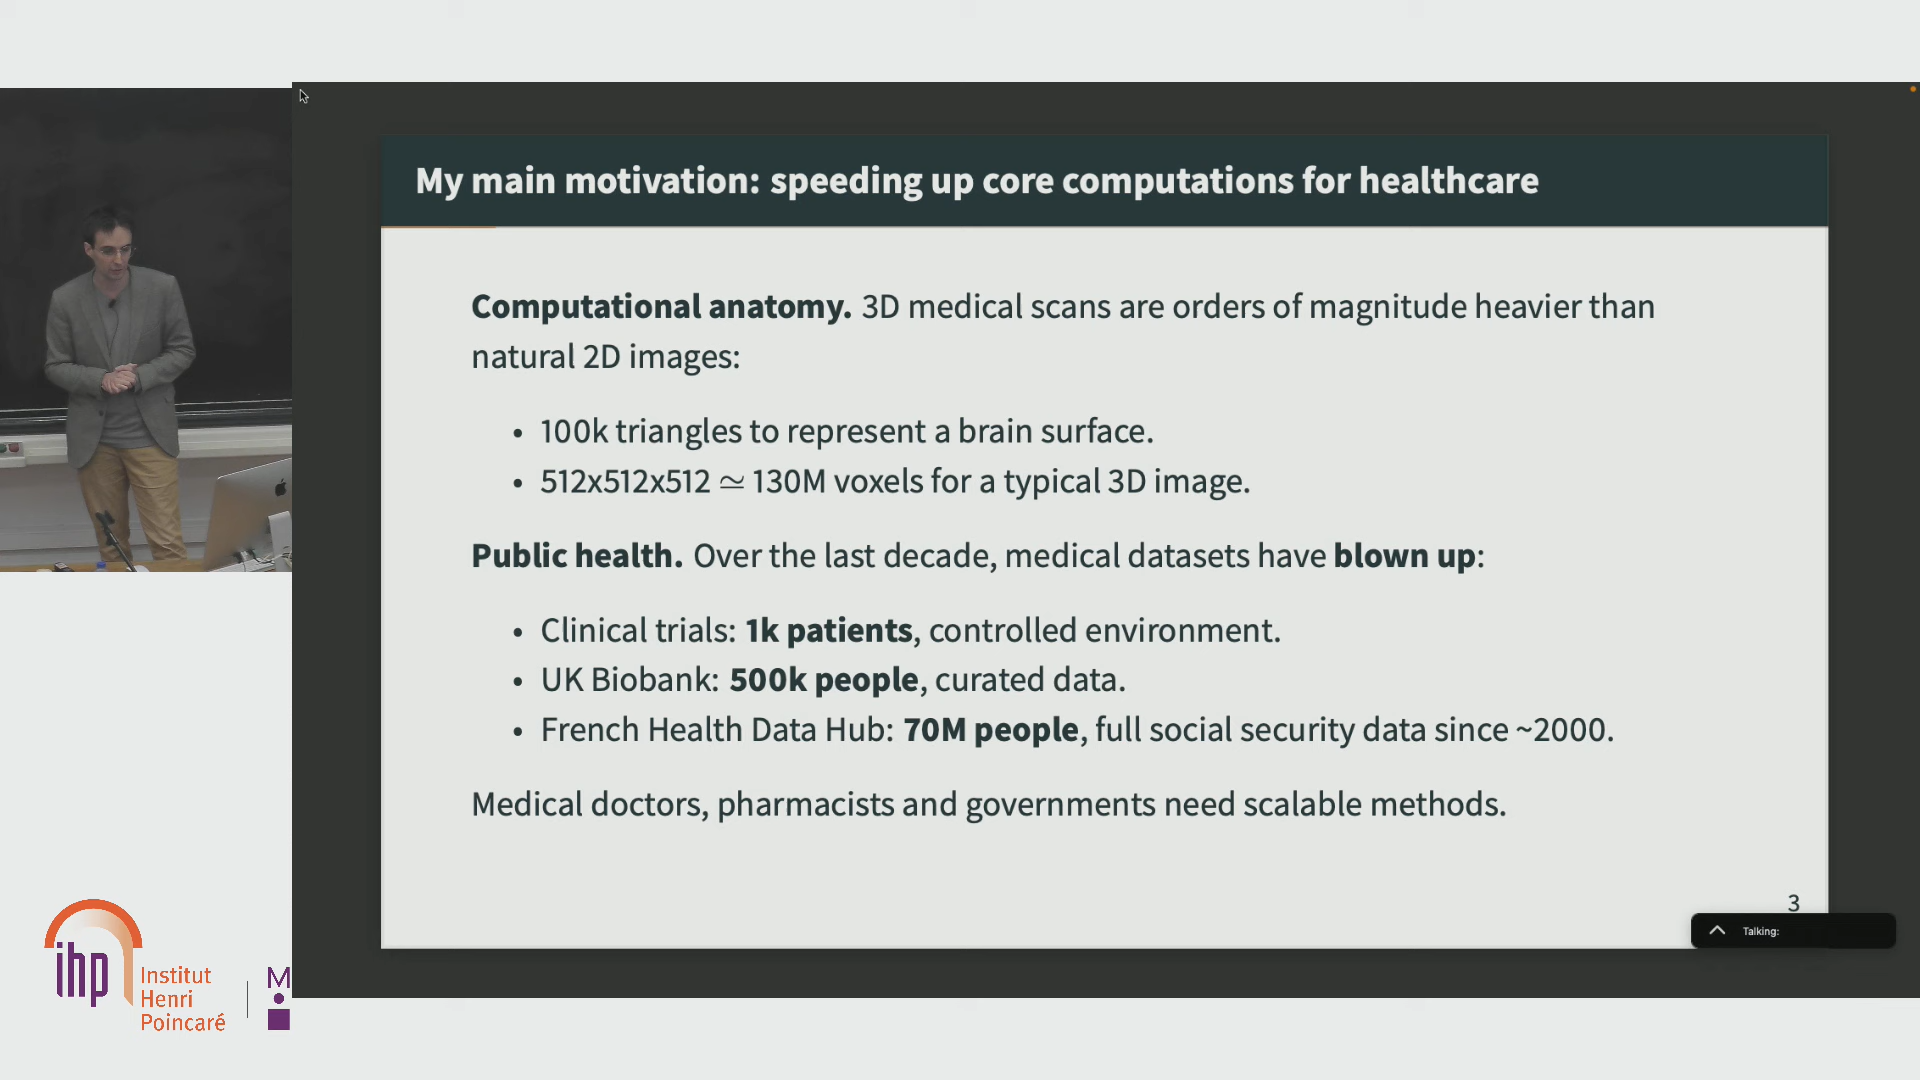 My main motivation: speeding up core computations for healthcare
Computational anatomy. 3D medical scans are orders of magnitude heavier than
natural 2D images:
• 100k triangles to represent a brain surface.
• 512x512x512 ≃ 130M voxels for a typical 3D image.
Public health. Over the last decade, medical datasets have blown up:
• Clinical trials: 1k patients, controlled environment.
• UK Biobank: 500k people, curated data.
• French Health Data Hub: 70M people, full social security data since ~2000.
Medical doctors, pharmacists and governments need scalable methods.
3
Talking:
ihp
Institut
Henri
Poincaré
M